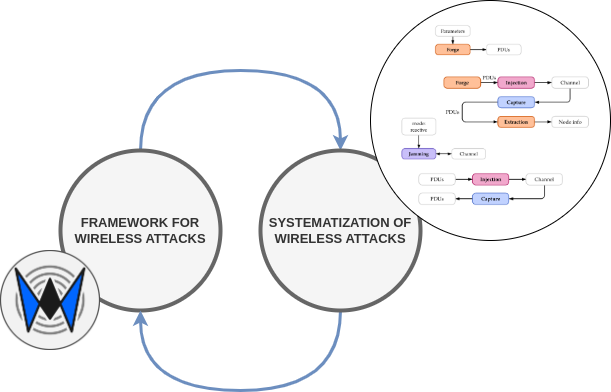 Parameters
Forge
PDUs
Forge
PDUs
Injection
Channel
Capture
PDUs
Extraction
Node info
mode:
reactive
Jamming
Channel
PDUs
Injection
Channel
PDUs
Capture
FRAMEWORK FOR
WIRELESS ATTACKS
SYSTEMATIZATION OF
WIRELESS ATTACKS